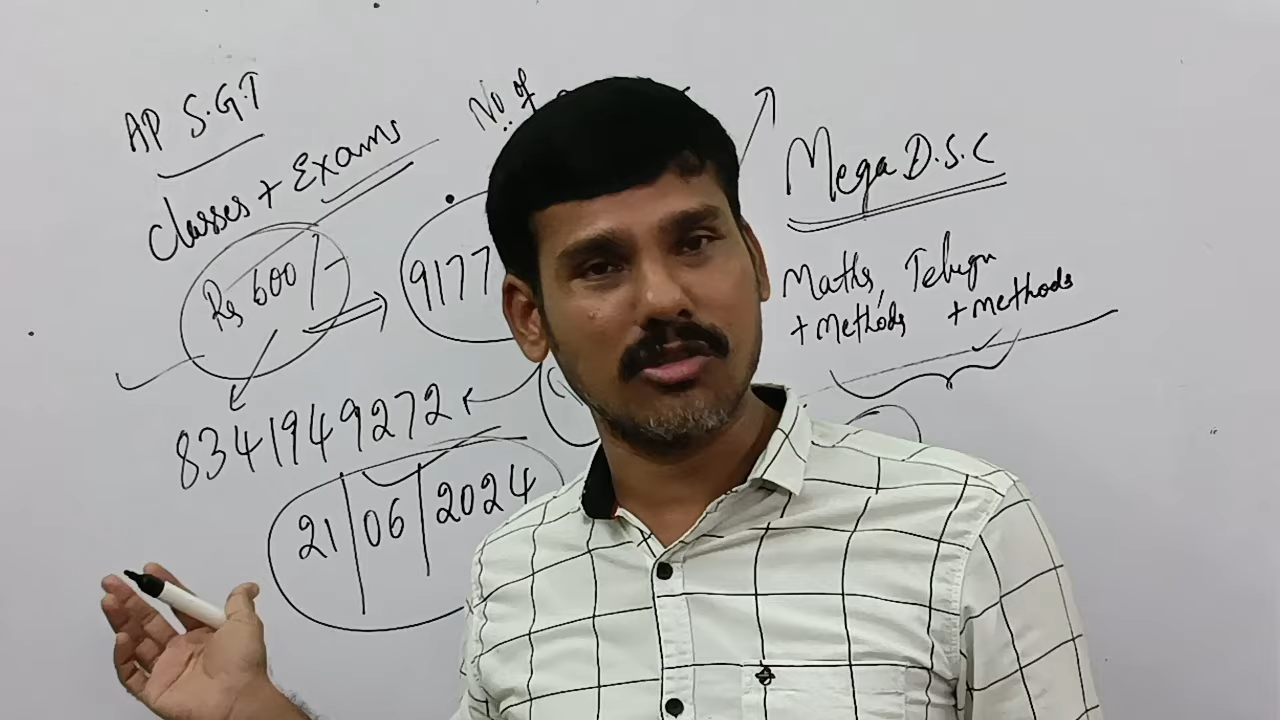 AP S.G.T
Classes + Exams
Rs 600/-
No. of
9177
8341949272
21/06/2024
Mega D.S.C
Maths, Telugu
+ Methods + Methods